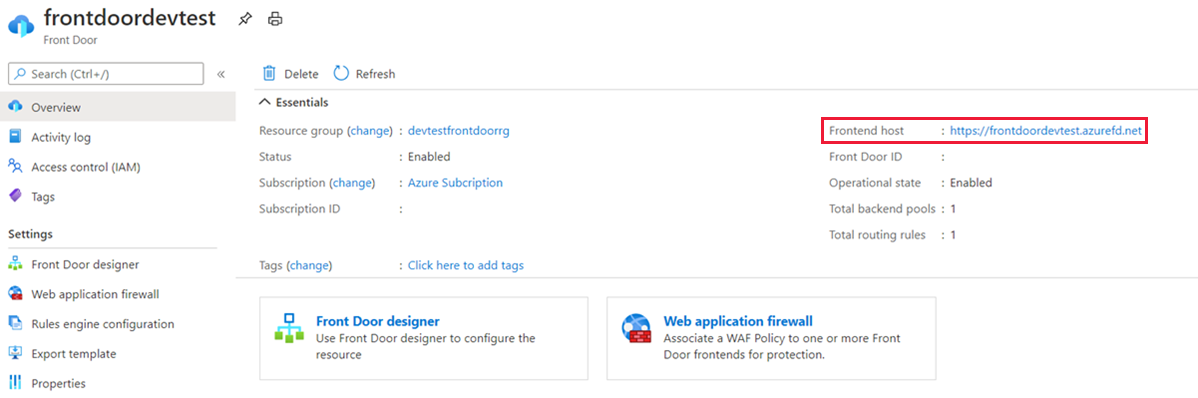 frontdoordevtest
Front Door
Search (Ctrl+/)
«
Overview
Activity log
Access control (IAM)
Tags
Settings
Front Door designer
Web application firewall
Rules engine configuration
Export template
Properties
Delete
Refresh
Essentials
Resource group (change) : devtestfrontdoorrg
Status : Enabled
Subscription (change) : Azure Subcription
Subscription ID :
Tags (change) : Click here to add tags
Frontend host : https://frontdoordevtest.azurefd.net
Front Door ID :
Operational state : Enabled
Total backend pools : 1
Total routing rules : 1
Front Door designer
Use Front Door designer to configure the
resource
Web application firewall
Associate a WAF Policy to one or more Front
Door frontends for protection.